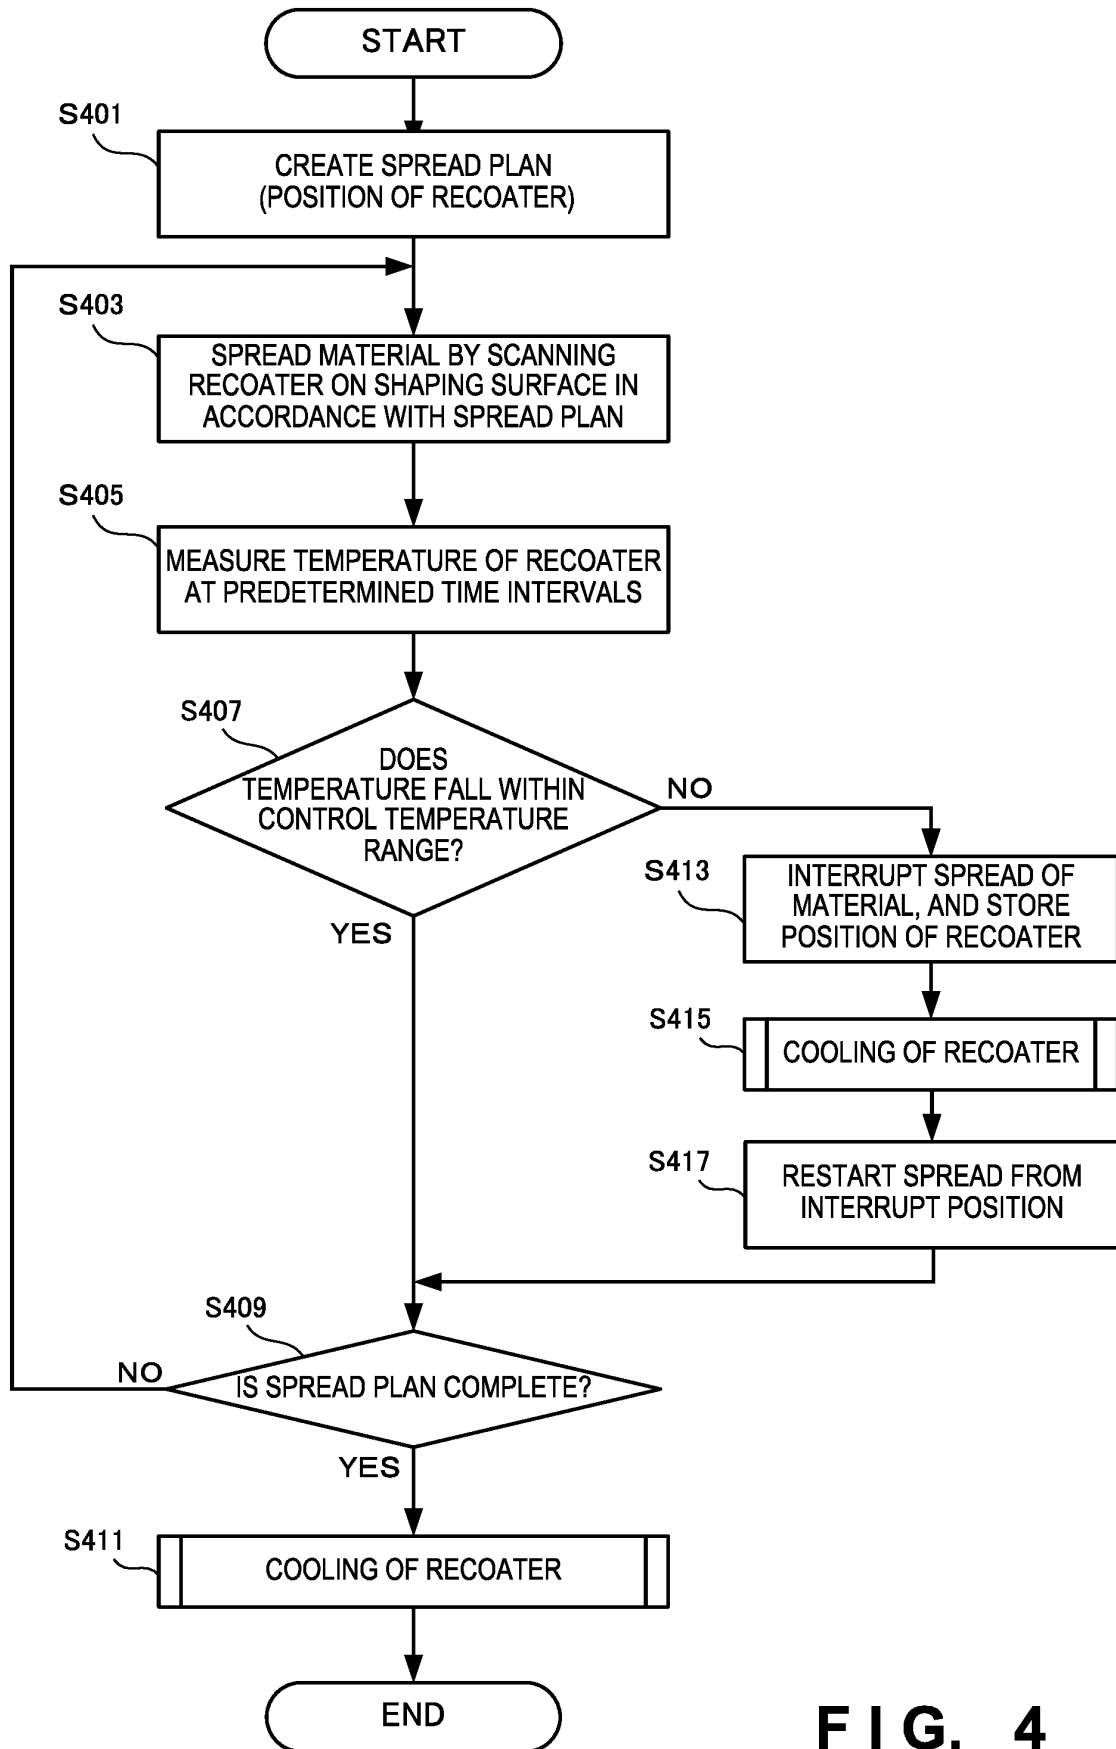 START
S401
CREATE SPREAD PLAN
(POSITION OF RECOATER)
S403
SPREAD MATERIAL BY SCANNING
RECOATER ON SHAPING SURFACE IN
ACCORDANCE WITH SPREAD PLAN
S405
MEASURE TEMPERATURE OF RECOATER
AT PREDETERMINED TIME INTERVALS
S407
DOES
TEMPERATURE FALL WITHIN
CONTROL TEMPERATURE
RANGE?
NO
YES
S413
INTERRUPT SPREAD OF
MATERIAL, AND STORE
POSITION OF RECOATER
S415
COOLING OF RECOATER
S417
RESTART SPREAD FROM
INTERRUPT POSITION
S409
IS SPREAD PLAN COMPLETE?
NO
YES
S411
COOLING OF RECOATER
END
FIG. 4